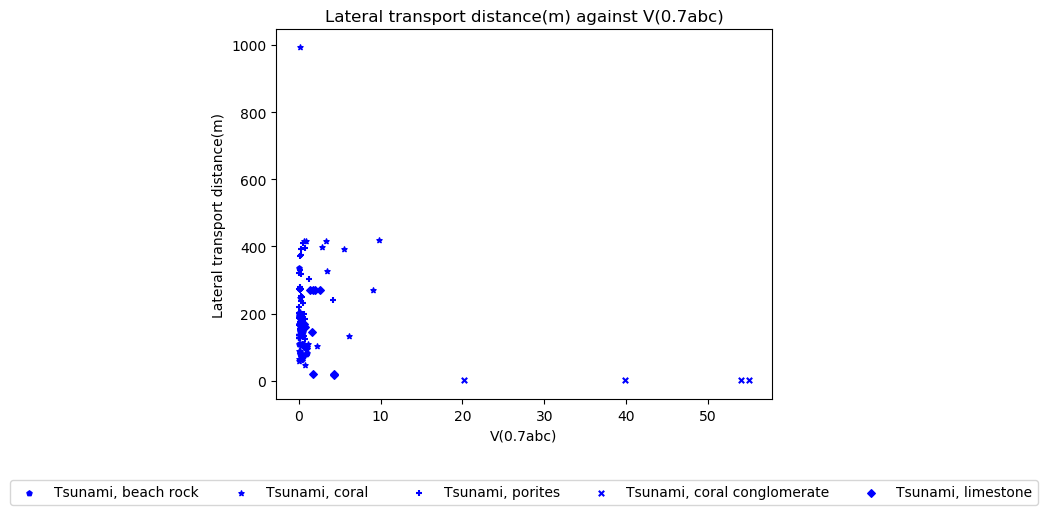 Lateral transport distance(m) against V(0.7abc)
1000
800
600
400
200
0
Lateral transport distance(m)
0 10 20 30 40 50
V(0.7abc)
Tsunami, beach rock Tsunami, coral Tsunami, porites Tsunami, coral conglomerate Tsunami, limestone